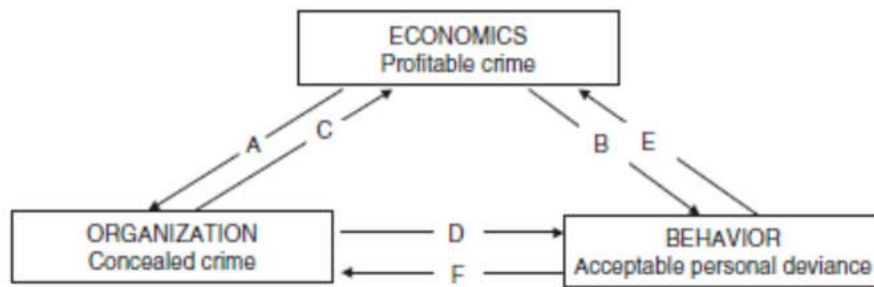 ECONOMICS
Profitable crime
A
C
B
E
ORGANIZATION
Concealed crime
D
BEHAVIOR
Acceptable personal deviance
F